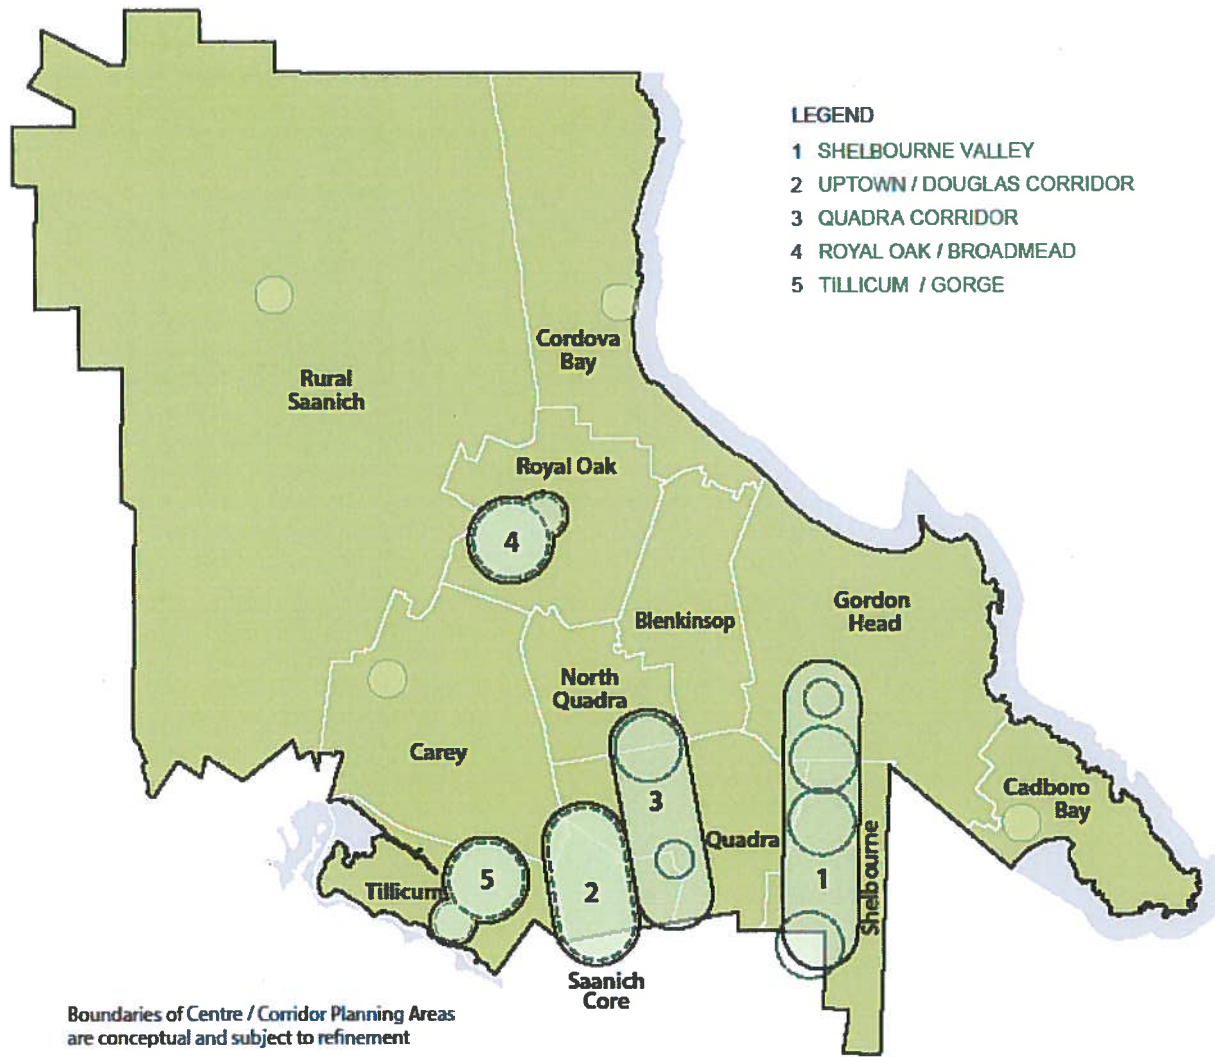 LEGEND
1 SHELBOURNE VALLEY
2 UPTOWN / DOUGLAS CORRIDOR
3 QUADRA CORRIDOR
4 ROYAL OAK / BROADMEAD
5 TILLICUM / GORGE
Cordova
Bay
Rural
Saanich
Royal Oak
4
Blenkinsop
Gordon
Head
North
Quadra
Carey
3
Cadboro
Bay
Quadra
Shelbourne
Tillicum
5
2
1
Saanich
Core
Boundaries of Centre / Corridor Planning Areas
are conceptual and subject to refinement